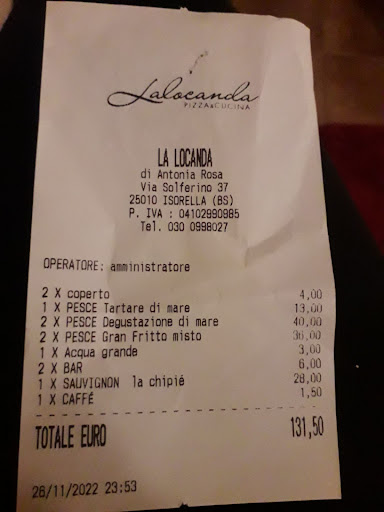 Lalocanda
PIZZA&CUCINA
LA LOCANDA
di Antonia Rosa
Via Solferino 37
25010 ISORELLA (BS)
P. IVA : 04102990985
Tel. 030 0998027
OPERATORE: amministratore
2 X coperto 4,00
1 X PESCE Tartare di mare 13,00
2 X PESCE Degustazione di mare 40,00
2 X PESCE Gran Fritto misto 36,00
1 X Acqua grande 3,00
2 X BAR 6,00
1 X SAUVIGNON la chipié 28,00
1 X CAFFÉ 1,50
TOTALE EURO 131,50
26/11/2022 23:53